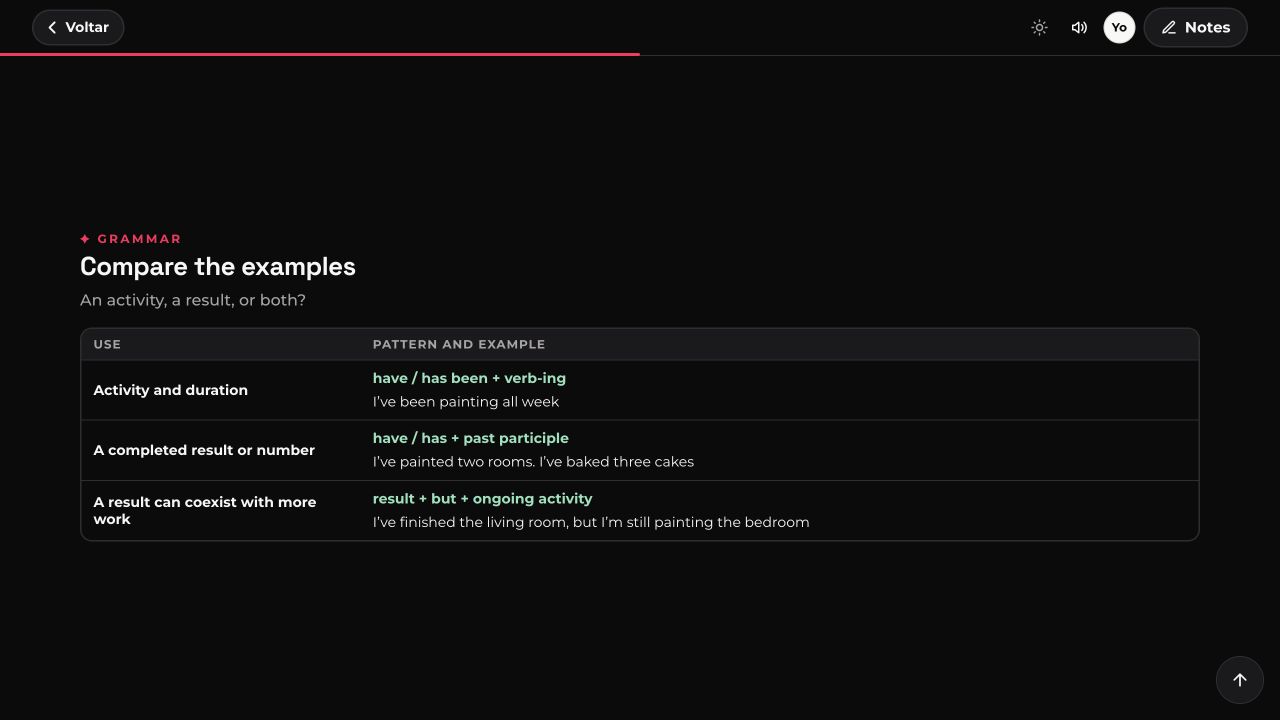 Voltar
Yo
Notes
GRAMMAR
Compare the examples
An activity, a result, or both?
USE
PATTERN AND EXAMPLE
Activity and duration
have / has been + verb-ing
I’ve been painting all week
A completed result or number
have / has + past participle
I’ve painted two rooms. I’ve baked three cakes
A result can coexist with more
work
result + but + ongoing activity
I’ve finished the living room, but I’m still painting the bedroom